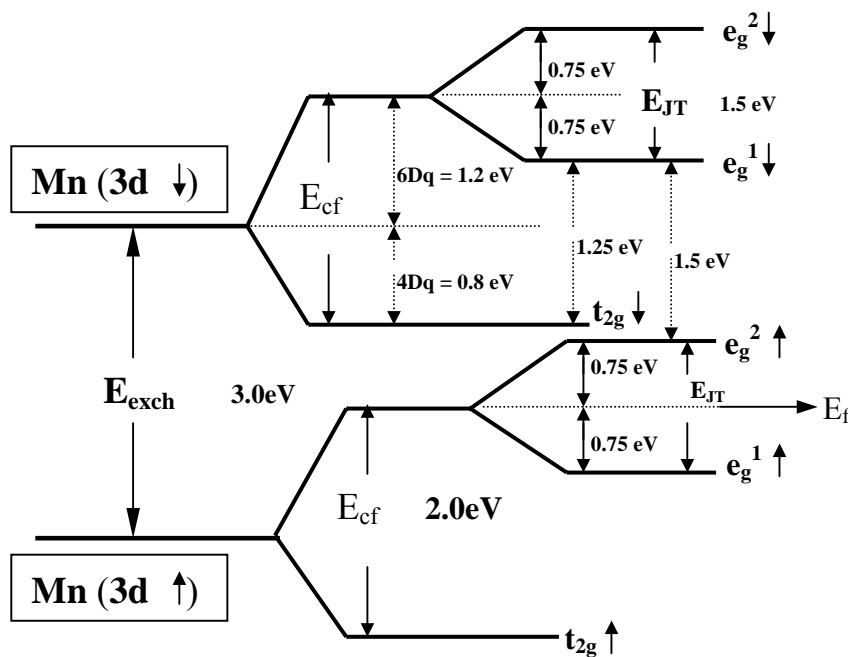 e_g^2 ↓
0.75 eV
E_JT 1.5 eV
0.75 eV
e_g^1 ↓
Mn (3d ↓)
E_cf
6Dq = 1.2 eV
4Dq = 0.8 eV
1.25 eV
1.5 eV
t_2g ↓
e_g^2 ↑
E_exch 3.0eV
0.75 eV
E_JT
E_f
0.75 eV
e_g^1 ↑
E_cf 2.0eV
Mn (3d ↑)
t_2g ↑